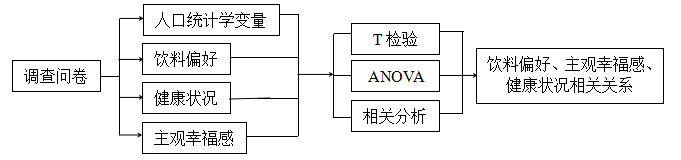 调查问卷
人口统计学变量
饮料偏好
健康状况
主观幸福感
T 检验
ANOVA
相关分析
饮料偏好、主观幸福感、
健康状况相关关系